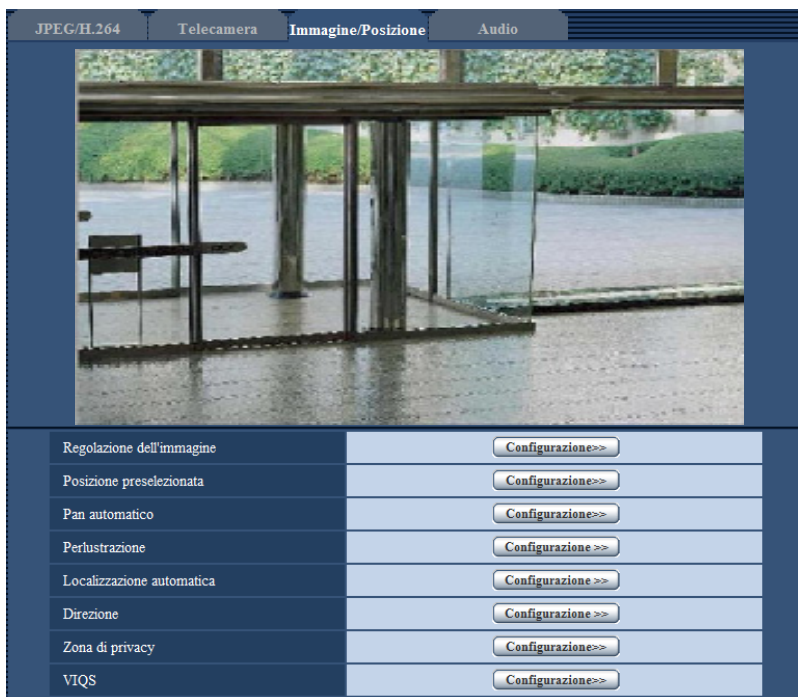 JPEG/H.264 Telecamera Immagine/Posizione Audio
Regolazione dell'immagine Configurazione>>
Posizione preselezionata Configurazione>>
Pan automatico Configurazione>>
Perlustrazione Configurazione >>
Localizzazione automatica Configurazione >>
Direzione Configurazione >>
Zona di privacy Configurazione>>
VIQS Configurazione>>